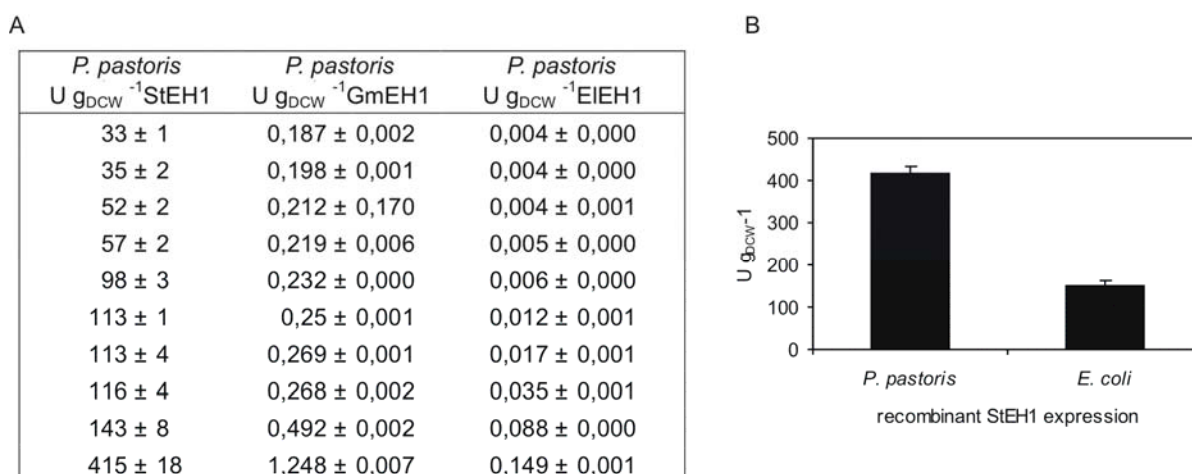 A
P. pastoris P. pastoris P. pastoris
U gDCW -1StEH1 U gDCW -1GmEH1 U gDCW -1ElEH1
33 ± 1 0,187 ± 0,002 0,004 ± 0,000
35 ± 2 0,198 ± 0,001 0,004 ± 0,000
52 ± 2 0,212 ± 0,170 0,004 ± 0,001
57 ± 2 0,219 ± 0,006 0,005 ± 0,000
98 ± 3 0,232 ± 0,000 0,006 ± 0,000
113 ± 1 0,25 ± 0,001 0,012 ± 0,001
113 ± 4 0,269 ± 0,001 0,017 ± 0,001
116 ± 4 0,268 ± 0,002 0,035 ± 0,001
143 ± 8 0,492 ± 0,002 0,088 ± 0,000
415 ± 18 1,248 ± 0,007 0,149 ± 0,001
B
U gDCW-1
500
400
300
200
100
0
P. pastoris E. coli
recombinant StEH1 expression